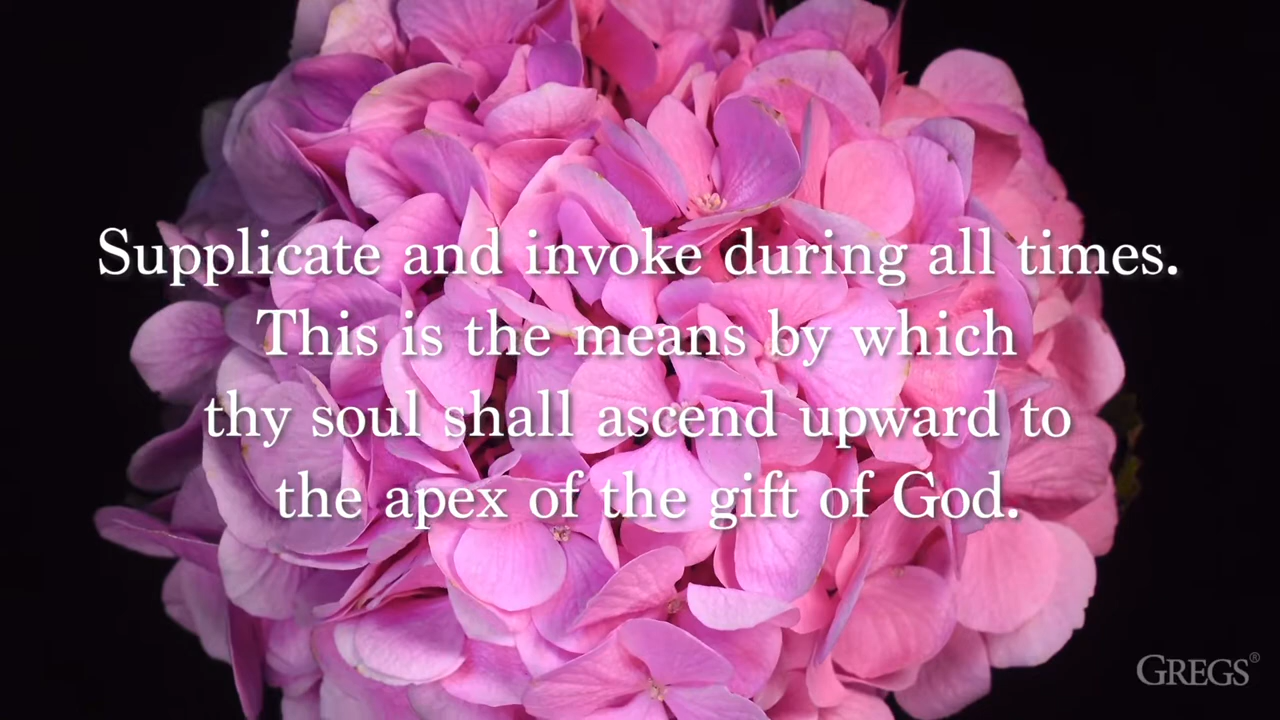 Supplicate and invoke during all times.
This is the means by which
thy soul shall ascend upward to
the apex of the gift of God.
GREGS®